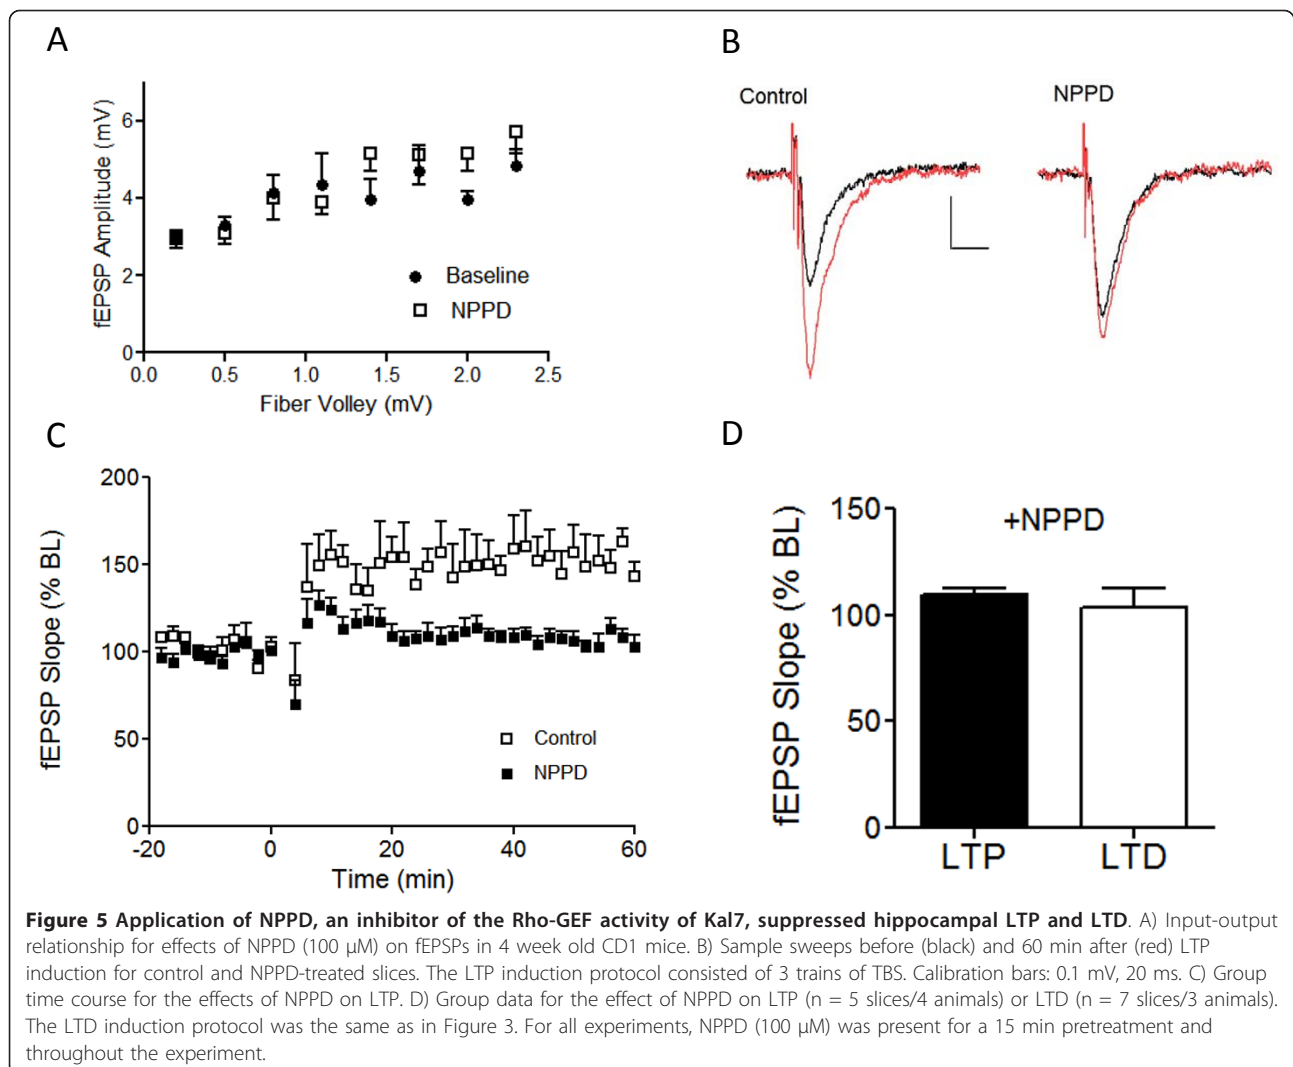 A
fEPSP Amplitude (mV)
6
4
2
0
0.0 0.5 1.0 1.5 2.0 2.5
Fiber Volley (mV)
Baseline
NPPD
B
Control
NPPD
C
fEPSP Slope (% BL)
200
150
100
50
0
-20 0 20 40 60
Time (min)
Control
NPPD
D
fEPSP Slope (% BL)
150
100
50
0
+NPPD
LTP LTD
Figure 5 Application of NPPD, an inhibitor of the Rho-GEF activity of Kal7, suppressed hippocampal LTP and LTD. A) Input-output
relationship for effects of NPPD (100 μM) on fEPSPs in 4 week old CD1 mice. B) Sample sweeps before (black) and 60 min after (red) LTP
induction for control and NPPD-treated slices. The LTP induction protocol consisted of 3 trains of TBS. Calibration bars: 0.1 mV, 20 ms. C) Group
time course for the effects of NPPD on LTP. D) Group data for the effect of NPPD on LTP (n = 5 slices/4 animals) or LTD (n = 7 slices/3 animals).
The LTD induction protocol was the same as in Figure 3. For all experiments, NPPD (100 μM) was present for a 15 min pretreatment and
throughout the experiment.